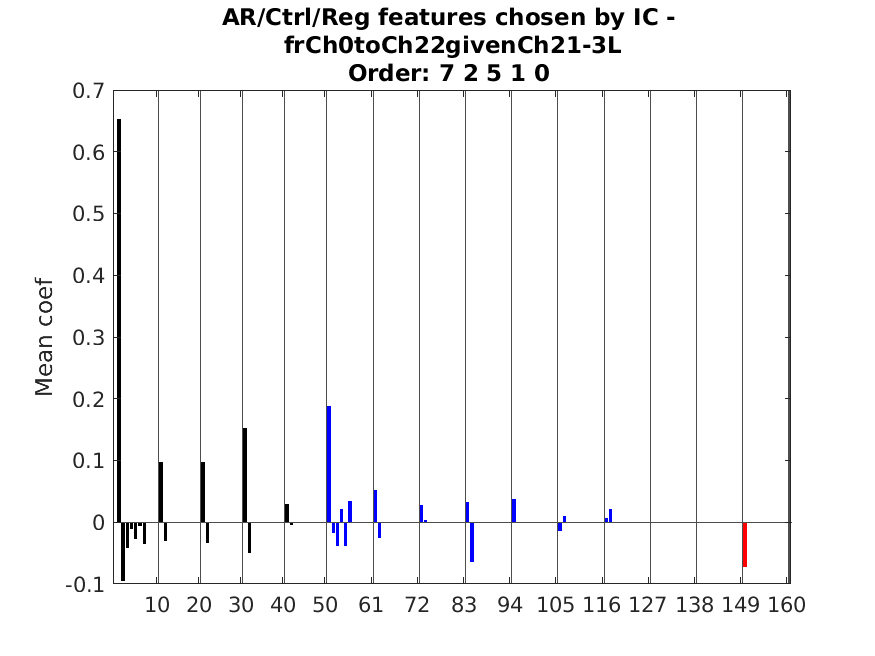 AR/Ctrl/Reg features chosen by IC -
frCh0toCh22givenCh21-3L
Order: 7 2 5 1 0
0.7
0.6
0.5
0.4
0.3
0.2
0.1
0
-0.1
Mean coef
10 20 30 40 50 61 72 83 94 105 116 127 138 149 160